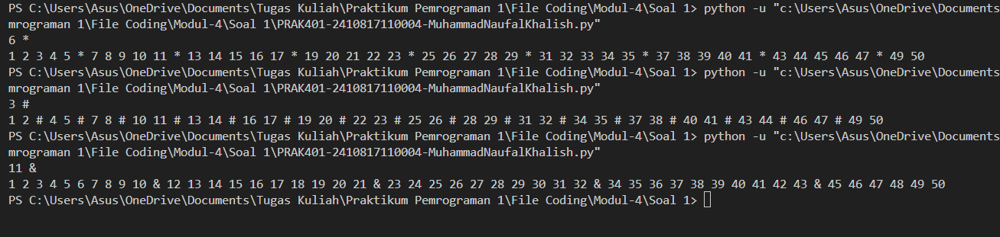 PS C:\Users\Asus\OneDrive\Documents\Tugas Kuliah\Praktikum Pemrograman 1\File Coding\Modul-4\Soal 1> python -u "c:\Users\Asus\OneDrive\Documents
mrograman 1\File Coding\Modul-4\Soal 1\PRAK401-2410817110004-MuhammadNaufalKhalish.py"
6 *
1 2 3 4 5 * 7 8 9 10 11 * 13 14 15 16 17 * 19 20 21 22 23 * 25 26 27 28 29 * 31 32 33 34 35 * 37 38 39 40 41 * 43 44 45 46 47 * 49 50
PS C:\Users\Asus\OneDrive\Documents\Tugas Kuliah\Praktikum Pemrograman 1\File Coding\Modul-4\Soal 1> python -u "c:\Users\Asus\OneDrive\Documents
mrograman 1\File Coding\Modul-4\Soal 1\PRAK401-2410817110004-MuhammadNaufalKhalish.py"
3 #
1 2 # 4 5 # 7 8 # 10 11 # 13 14 # 16 17 # 19 20 # 22 23 # 25 26 # 28 29 # 31 32 # 34 35 # 37 38 # 40 41 # 43 44 # 46 47 # 49 50
PS C:\Users\Asus\OneDrive\Documents\Tugas Kuliah\Praktikum Pemrograman 1\File Coding\Modul-4\Soal 1> python -u "c:\Users\Asus\OneDrive\Documents
mrograman 1\File Coding\Modul-4\Soal 1\PRAK401-2410817110004-MuhammadNaufalKhalish.py"
11 &
1 2 3 4 5 6 7 8 9 10 & 12 13 14 15 16 17 18 19 20 21 & 23 24 25 26 27 28 29 30 31 32 & 34 35 36 37 38 39 40 41 42 43 & 45 46 47 48 49 50
PS C:\Users\Asus\OneDrive\Documents\Tugas Kuliah\Praktikum Pemrograman 1\File Coding\Modul-4\Soal 1>